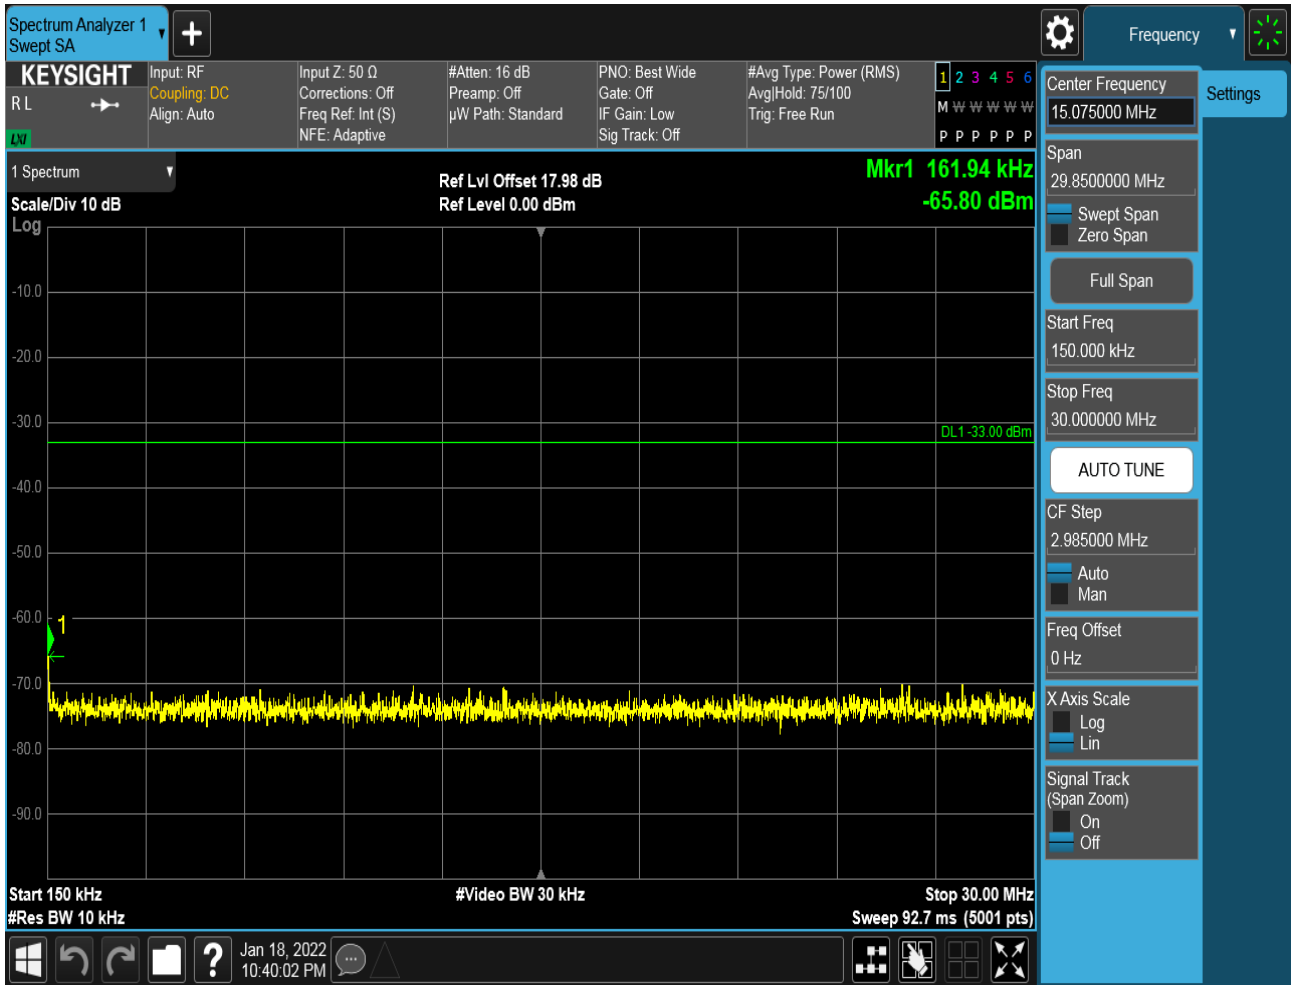 Spectrum Analyzer 1
Swept SA
Frequency
KEYSIGHT
R L
LXI
Input: RF
Coupling: DC
Align: Auto
Input Z: 50 Ω
Corrections: Off
Freq Ref: Int (S)
NFE: Adaptive
#Atten: 16 dB
Preamp: Off
µW Path: Standard
PNO: Best Wide
Gate: Off
IF Gain: Low
Sig Track: Off
#Avg Type: Power (RMS)
Avg|Hold: 75/100
Trig: Free Run
1 2 3 4 5 6
M W W W W W
P P P P P P
1 Spectrum
Scale/Div 10 dB
Log
Ref Lvl Offset 17.98 dB
Ref Level 0.00 dBm
Mkr1 161.94 kHz
-65.80 dBm
-10.0
-20.0
-30.0
DL1 -33.00 dBm
-40.0
-50.0
-60.0
1
-70.0
-80.0
-90.0
Start 150 kHz
#Video BW 30 kHz
Stop 30.00 MHz
#Res BW 10 kHz
Sweep 92.7 ms (5001 pts)
Jan 18, 2022
10:40:02 PM
Center Frequency
15.075000 MHz
Settings
Span
29.8500000 MHz
Swept Span
Zero Span
Full Span
Start Freq
150.000 kHz
Stop Freq
30.000000 MHz
AUTO TUNE
CF Step
2.985000 MHz
Auto
Man
Freq Offset
0 Hz
X Axis Scale
Log
Lin
Signal Track
(Span Zoom)
On
Off